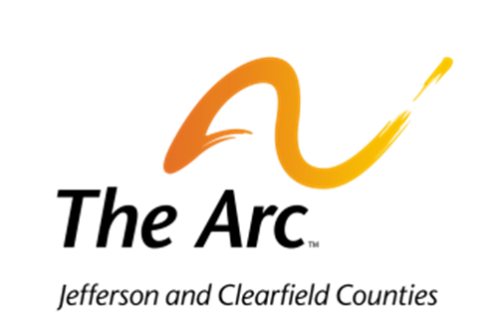 The Arc™
Jefferson and Clearfield Counties